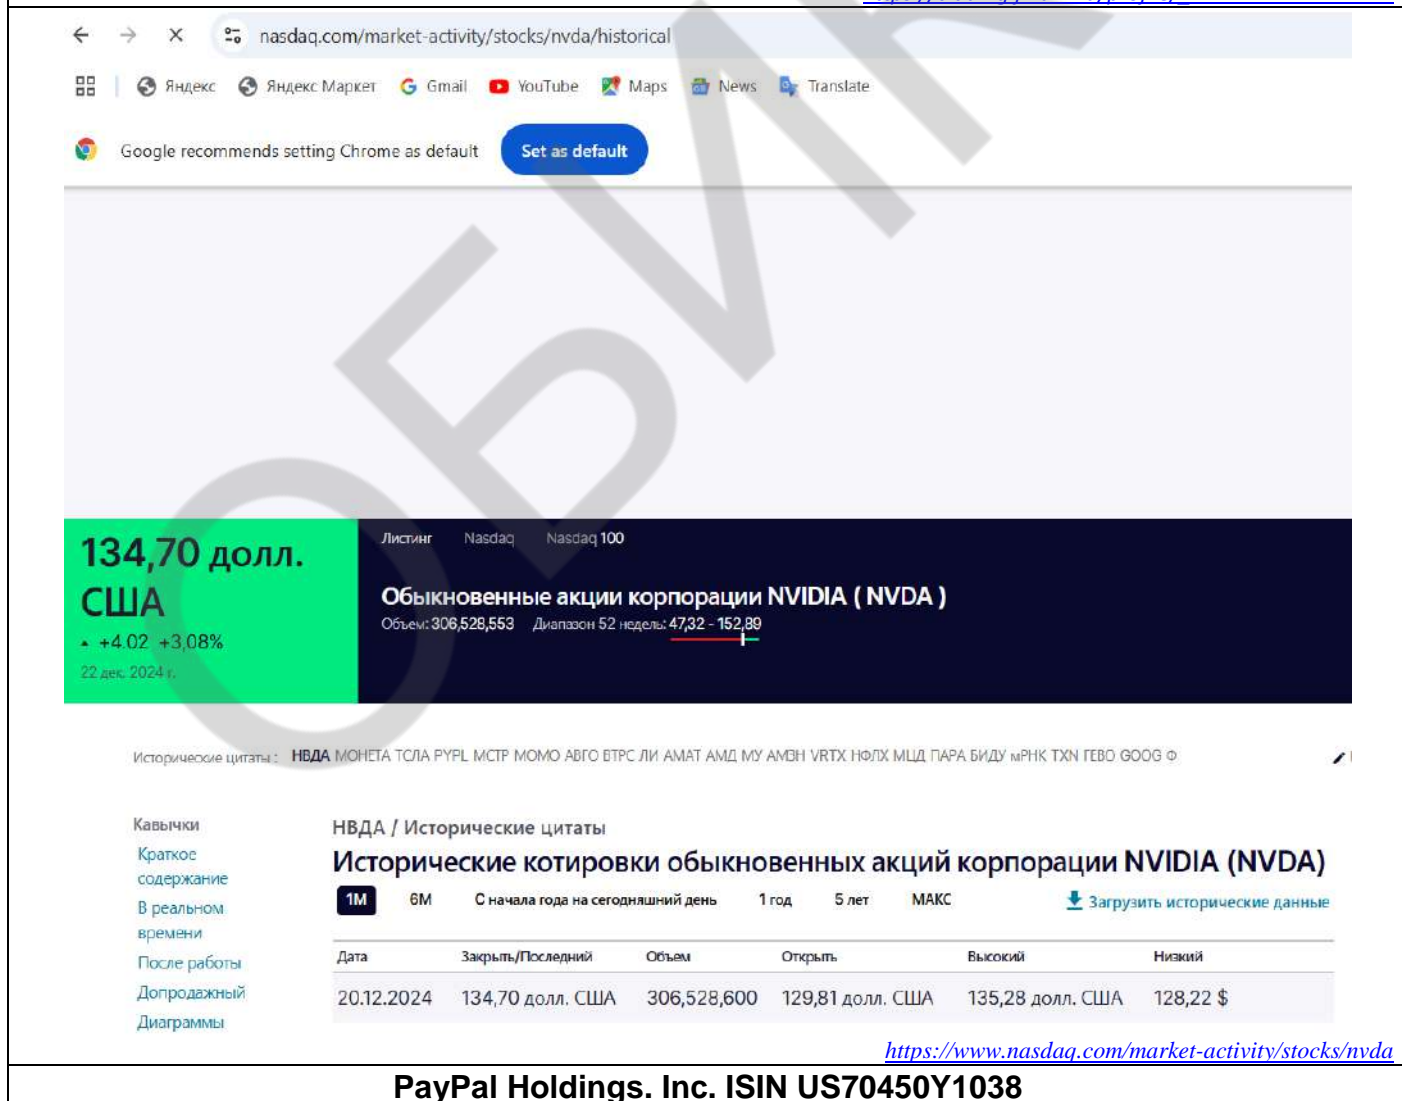 nasdaq.com/market-activity/stocks/nvda/historical
Яндекс Яндекс Маркет Gmail YouTube Maps News Translate
Google recommends setting Chrome as default Set as default
ОБИ
134,70 долл.
США
+4.02 +3,08%
22 дек. 2024 г.
Листинг Nasdaq Nasdaq 100
Обыкновенные акции корпорации NVIDIA ( NVDA )
Объем: 306,528,553 Диапазон 52 недель: 47,32 - 152,89
Исторические цитаты : НВДА МОНЕТА ТСЛА PYPL МСТР МОМО АВГО ВТРС ЛИ АМАТ АМД МУ АМЗН VRTX НФЛХ МЦД ПАРА БИДУ мРНК TXN ГЕВО GOOG Ф
Кавычки
Краткое
содержание
В реальном
времени
После работы
Допродажный
Диаграммы
НВДА / Исторические цитаты
Исторические котировки обыкновенных акций корпорации NVIDIA (NVDA)
1М 6М С начала года на сегодняшний день 1 год 5 лет МАКС Загрузить исторические данные
Дата Закрыть/Последний Объем Открыть Высокий Низкий
20.12.2024 134,70 долл. США 306,528,600 129,81 долл. США 135,28 долл. США 128,22 $
https://www.nasdaq.com/market-activity/stocks/nvda
PayPal Holdings. Inc. ISIN US70450Y1038